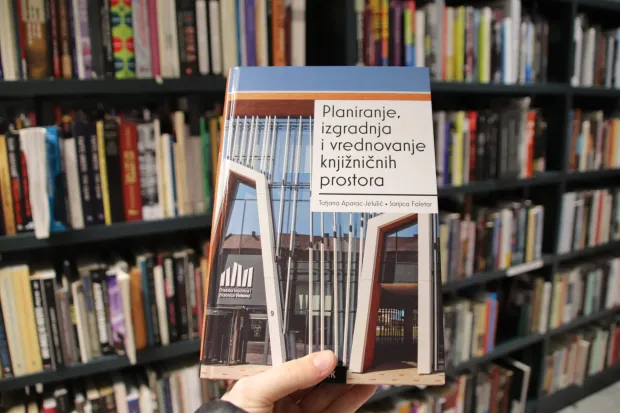 Planiranje,
izgradnja
i vrednovanje
knjižničnih
prostora
Tatjana Aparac-Jelušić • Sanjica Faletar